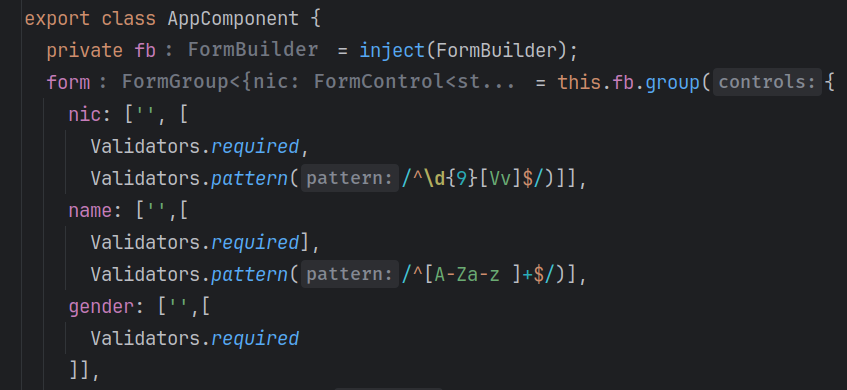 export class AppComponent {
private fb : FormBuilder = inject(FormBuilder);
form : FormGroup<{nic: FormControl<st... = this.fb.group( controls: {
nic: ['', [
Validators.required,
Validators.pattern( pattern: /^\d{9}[Vv]$/)]],
name: ['',[
Validators.required],
Validators.pattern( pattern: /^[A-Za-z ]+$/)],
gender: ['',[
Validators.required
]],